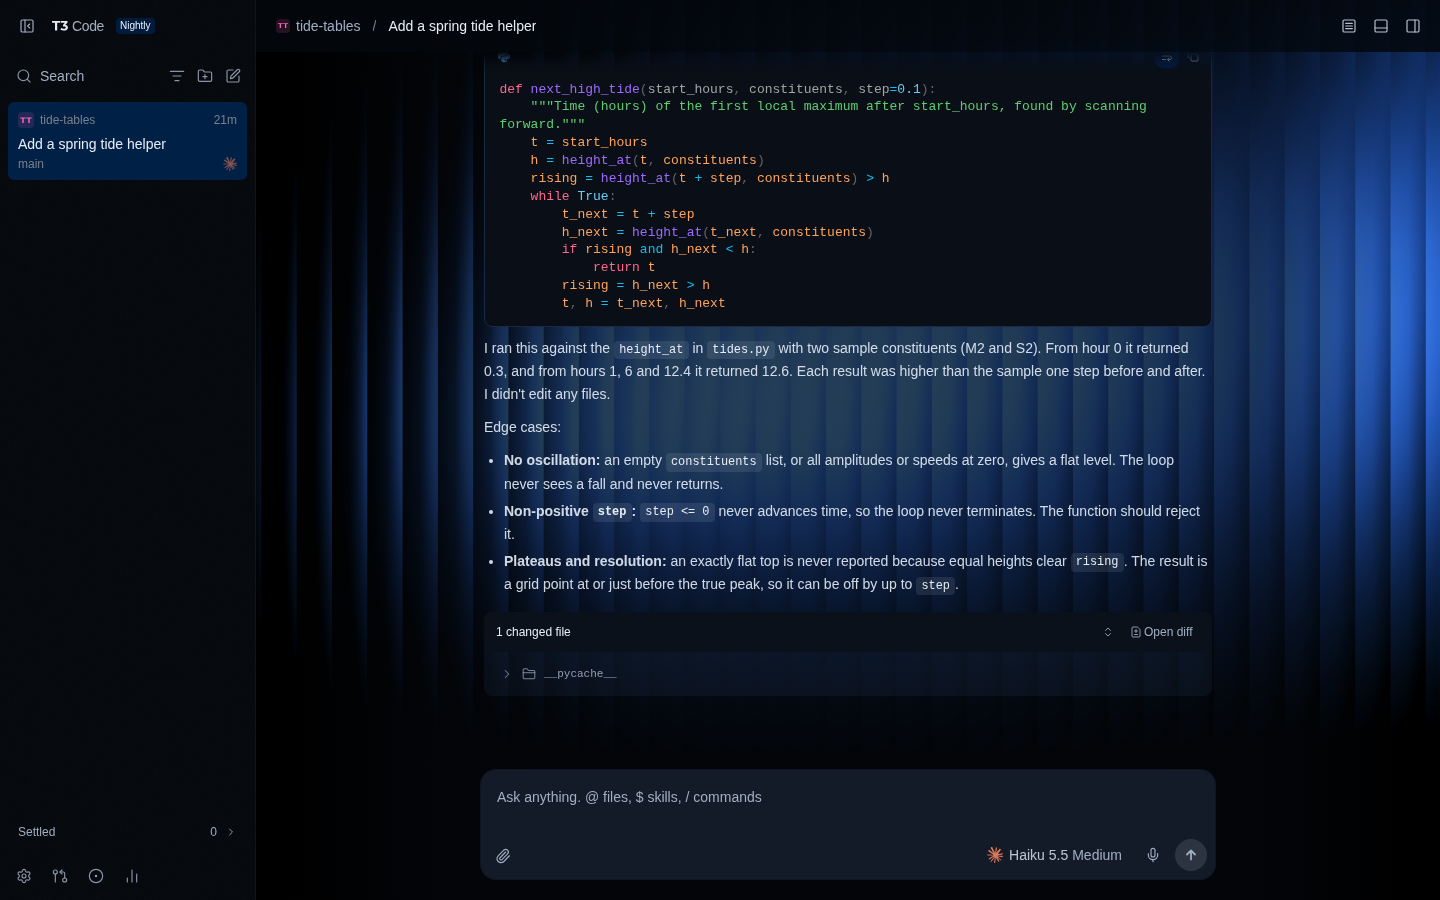 T3 Code Nightly
tide-tables / Add a spring tide helper
Search
TT tide-tables 21m
Add a spring tide helper
main
def next_high_tide(start_hours, constituents, step=0.1):
"""Time (hours) of the first local maximum after start_hours, found by scanning
forward."""
t = start_hours
h = height_at(t, constituents)
rising = height_at(t + step, constituents) > h
while True:
t_next = t + step
h_next = height_at(t_next, constituents)
if rising and h_next < h:
return t
rising = h_next > h
t, h = t_next, h_next
I ran this against the height_at in tides.py with two sample constituents (M2 and S2). From hour 0 it returned
0.3, and from hours 1, 6 and 12.4 it returned 12.6. Each result was higher than the sample one step before and after.
I didn't edit any files.
Edge cases:
• No oscillation: an empty constituents list, or all amplitudes or speeds at zero, gives a flat level. The loop
never sees a fall and never returns.
• Non-positive step: step <= 0 never advances time, so the loop never terminates. The function should reject
it.
• Plateaus and resolution: an exactly flat top is never reported because equal heights clear rising. The result is
a grid point at or just before the true peak, so it can be off by up to step.
1 changed file Open diff
__pycache__
Ask anything. @ files, $ skills, / commands
Haiku 5.5 Medium
Settled 0